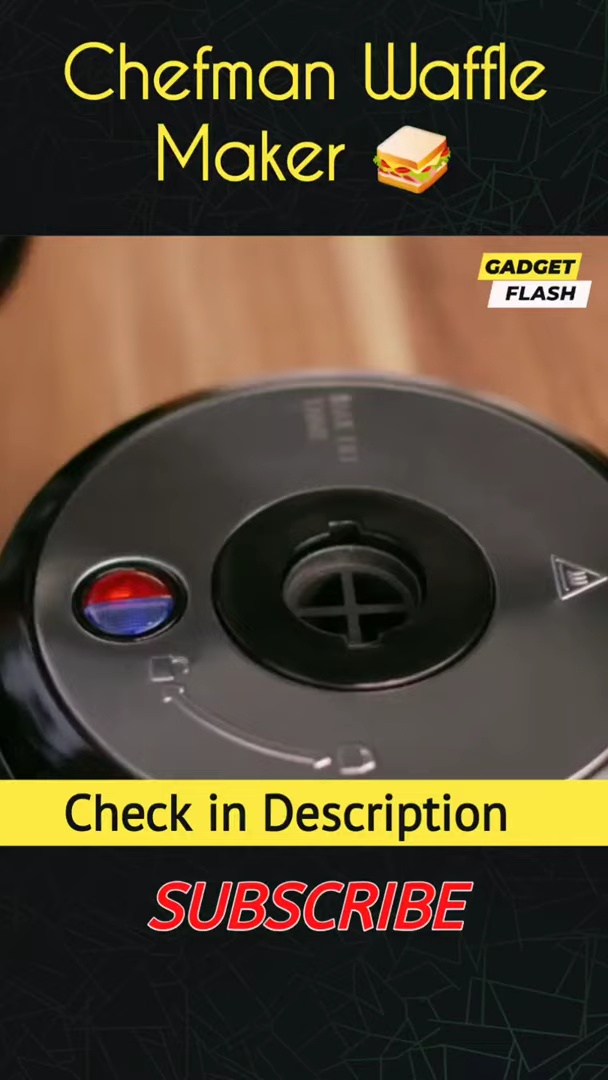 Chefman Waffle
Maker
GADGET
FLASH
Check in Description
SUBSCRIBE